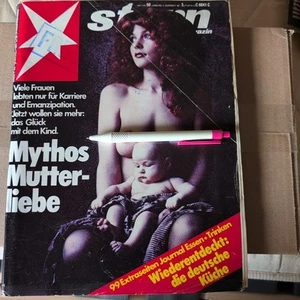 stern
magazin
Viele Frauen
lebten nur für Karriere
und Emanzipation.
Jetzt wollen sie mehr:
das Glück
mit dem Kind.
Mythos
Mutter-
liebe
99 Extraseiten Journal Essen+Trinken
Wiederentdeckt:
die deutsche
Küche